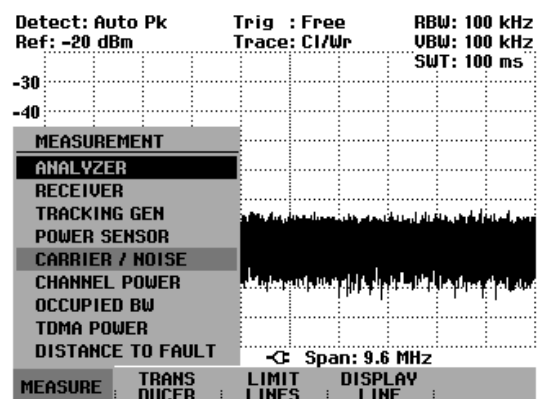 Detect: Auto Pk Trig : Free RBW: 100 kHz
Ref: -20 dBm Trace: Cl/Wr VBW: 100 kHz
SWT: 100 ms
-30
-40
MEASUREMENT
ANALYZER
RECEIVER
TRACKING GEN
POWER SENSOR
CARRIER / NOISE
CHANNEL POWER
OCCUPIED BW
TDMA POWER
DISTANCE TO FAULT
Span: 9.6 MHz
MEASURE TRANS LIMIT DISPLAY
DUCER LINES LINE